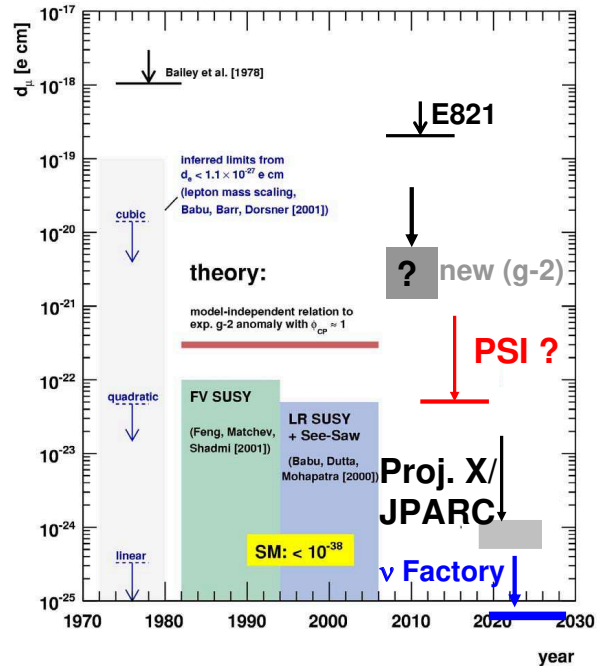 d_μ [e cm]
10^-17
10^-18
10^-19
10^-20
10^-21
10^-22
10^-23
10^-24
10^-25
Bailey et al. [1978]
E821
inferred limits from
d_e < 1.1 × 10^-27 e cm
(lepton mass scaling,
Babu, Barr, Dorsner [2001])
cubic
theory:
? new (g-2)
model-independent relation to
exp. g-2 anomaly with ϕ_CP ≈ 1
PSI ?
quadratic
FV SUSY
(Feng, Matchev,
Shadmi [2001])
LR SUSY
+ See-Saw
(Babu, Dutta,
Mohapatra [2000])
Proj. X/
JPARC
SM: < 10^-38
linear
ν Factory
1970 1980 1990 2000 2010 2020 2030
year